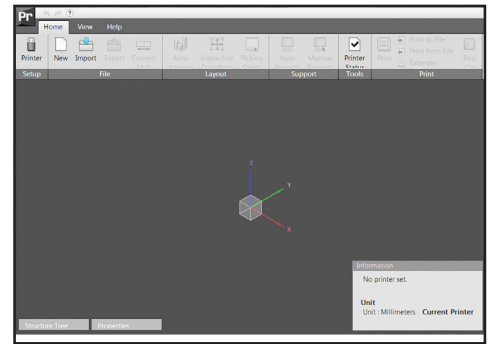 Pr
Home View Help
Printer New Import Export Convert Auto Interactive Picking Auto Manual Printer Print Print to File Post
Print from File
Estimate
Unit Status
Setup File Layout Support Tools Print
Z
Y
X
Information
No printer set.
Unit
Unit : Millimeters Current Printer
Structure Tree Properties